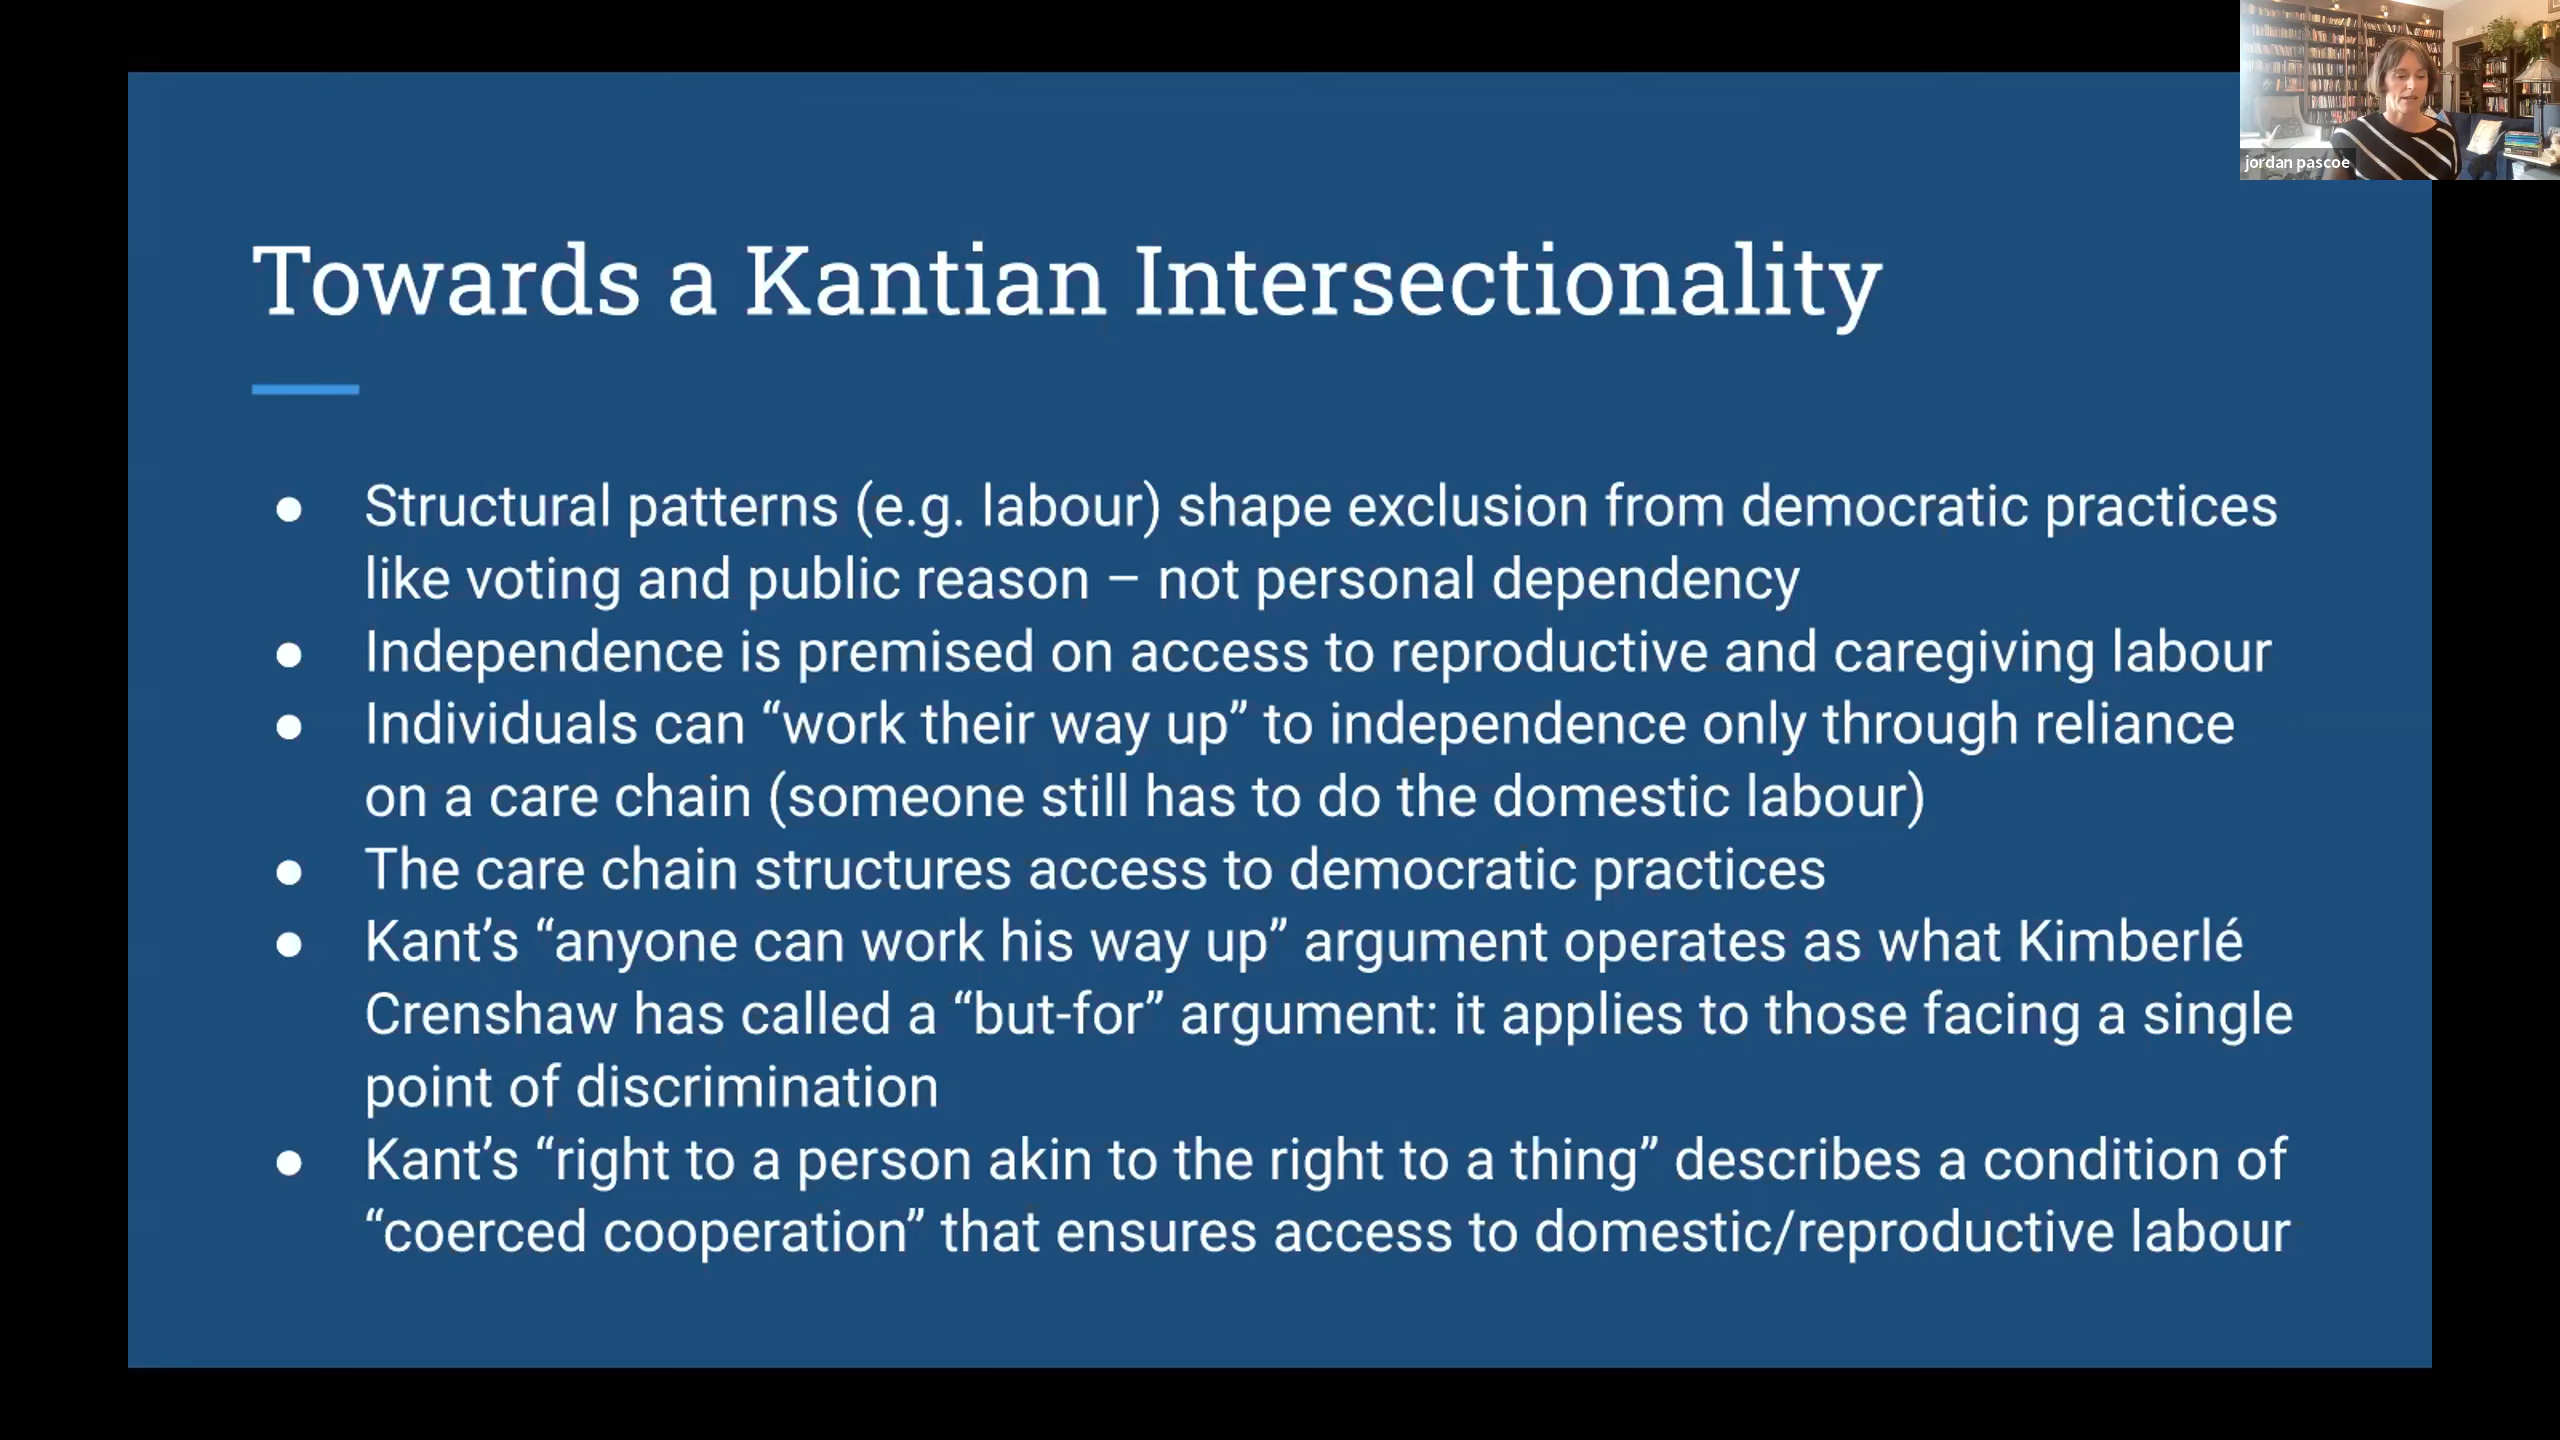 jordan pascoe
Towards a Kantian Intersectionality
● Structural patterns (e.g. labour) shape exclusion from democratic practices
like voting and public reason – not personal dependency
● Independence is premised on access to reproductive and caregiving labour
● Individuals can “work their way up” to independence only through reliance
on a care chain (someone still has to do the domestic labour)
● The care chain structures access to democratic practices
● Kant’s “anyone can work his way up” argument operates as what Kimberlé
Crenshaw has called a “but-for” argument: it applies to those facing a single
point of discrimination
● Kant’s “right to a person akin to the right to a thing” describes a condition of
“coerced cooperation” that ensures access to domestic/reproductive labour